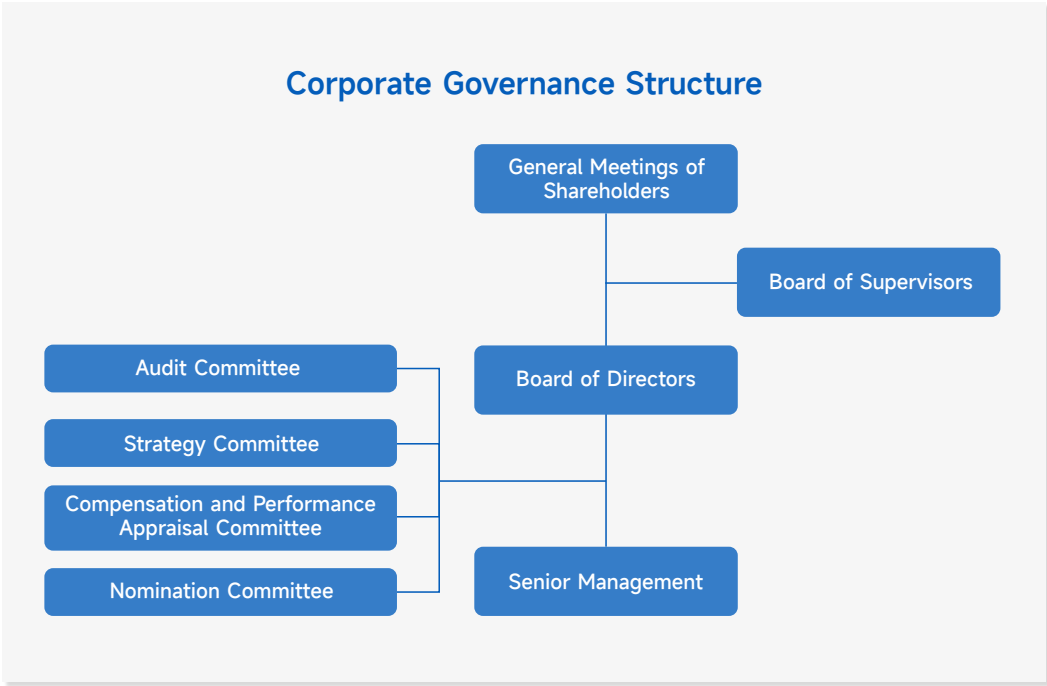 Corporate Governance Structure
General Meetings of
Shareholders
Board of Supervisors
Audit Committee
Board of Directors
Strategy Committee
Compensation and Performance
Appraisal Committee
Senior Management
Nomination Committee